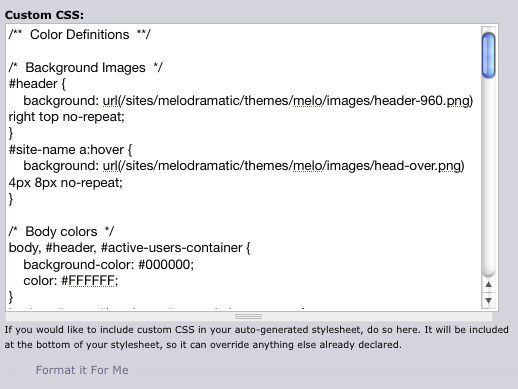 Custom CSS:
/**  Color Definitions  **/
/*  Background Images  */
#header {
    background: url(/sites/melodramatic/themes/melo/images/header-960.png)
right top no-repeat;
}
#site-name a:hover {
    background: url(/sites/melodramatic/themes/melo/images/head-over.png)
4px 8px no-repeat;
}
/*  Body colors  */
body, #header, #active-users-container {
    background-color: #000000;
    color: #FFFFFF;
}
If you would like to include custom CSS in your auto-generated stylesheet, do so here. It will be included
at the bottom of your stylesheet, so it can override anything else already declared.
Format it For Me